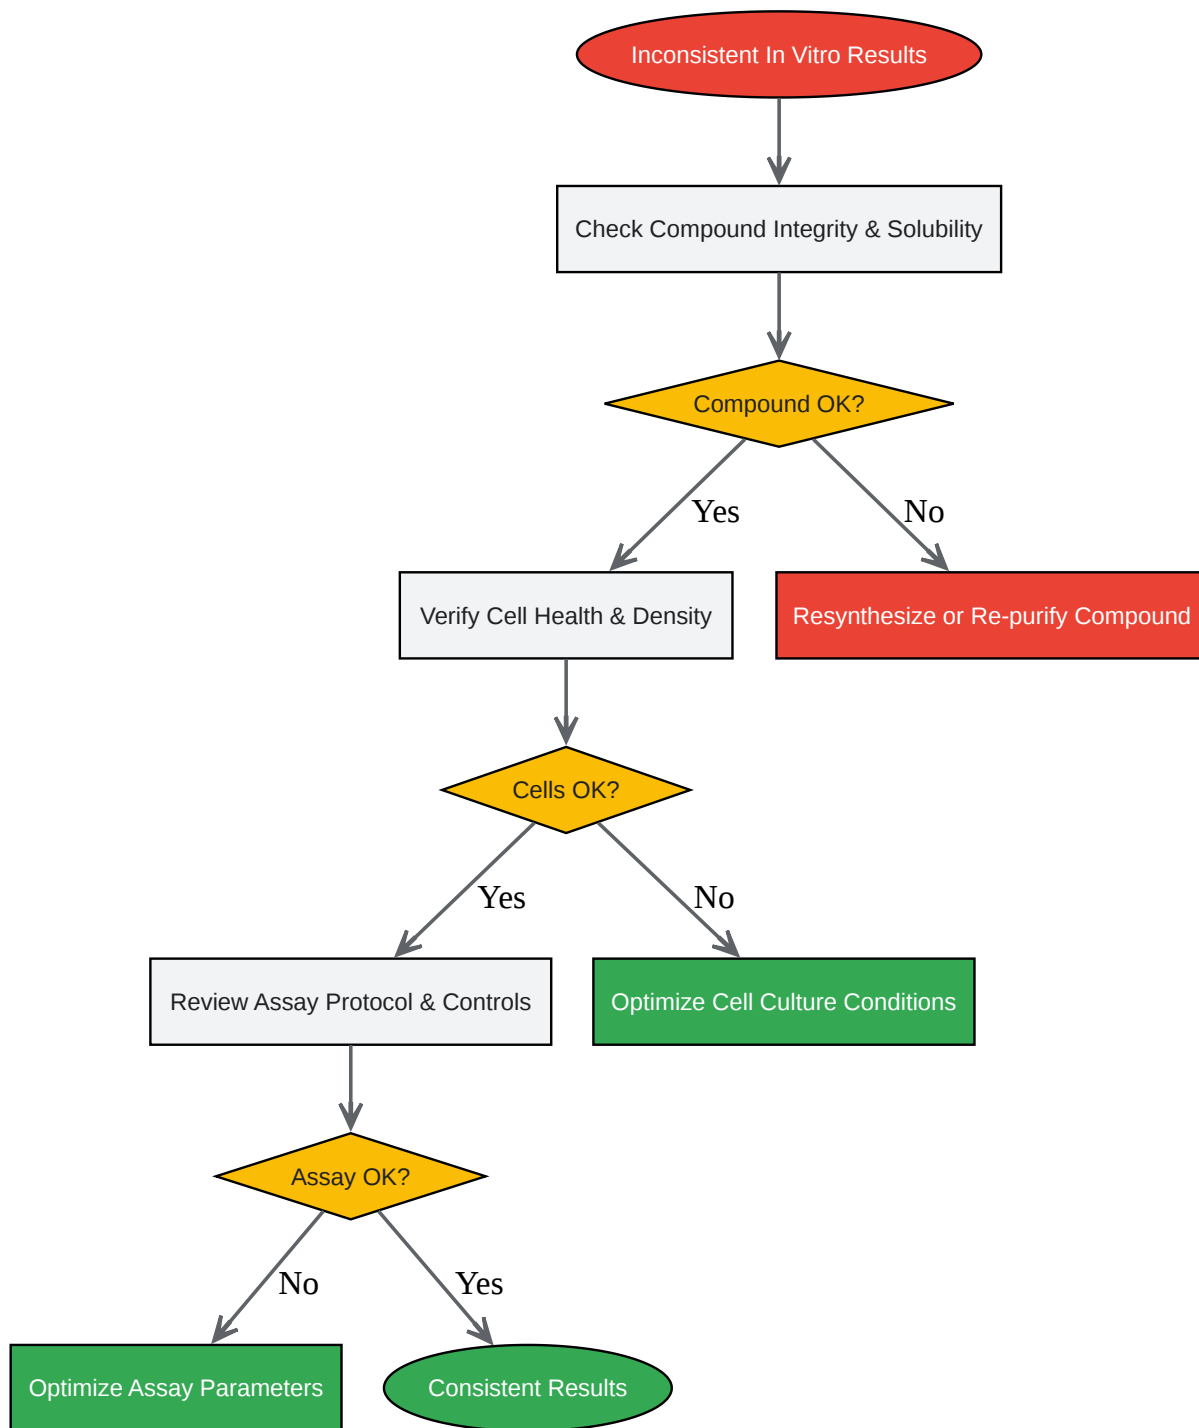 Inconsistent In Vitro Results
Check Compound Integrity & Solubility
Compound OK?
Yes
No
Verify Cell Health & Density
Resynthesize or Re-purify Compound
Cells OK?
Yes
No
Review Assay Protocol & Controls
Optimize Cell Culture Conditions
Assay OK?
No
Yes
Optimize Assay Parameters
Consistent Results